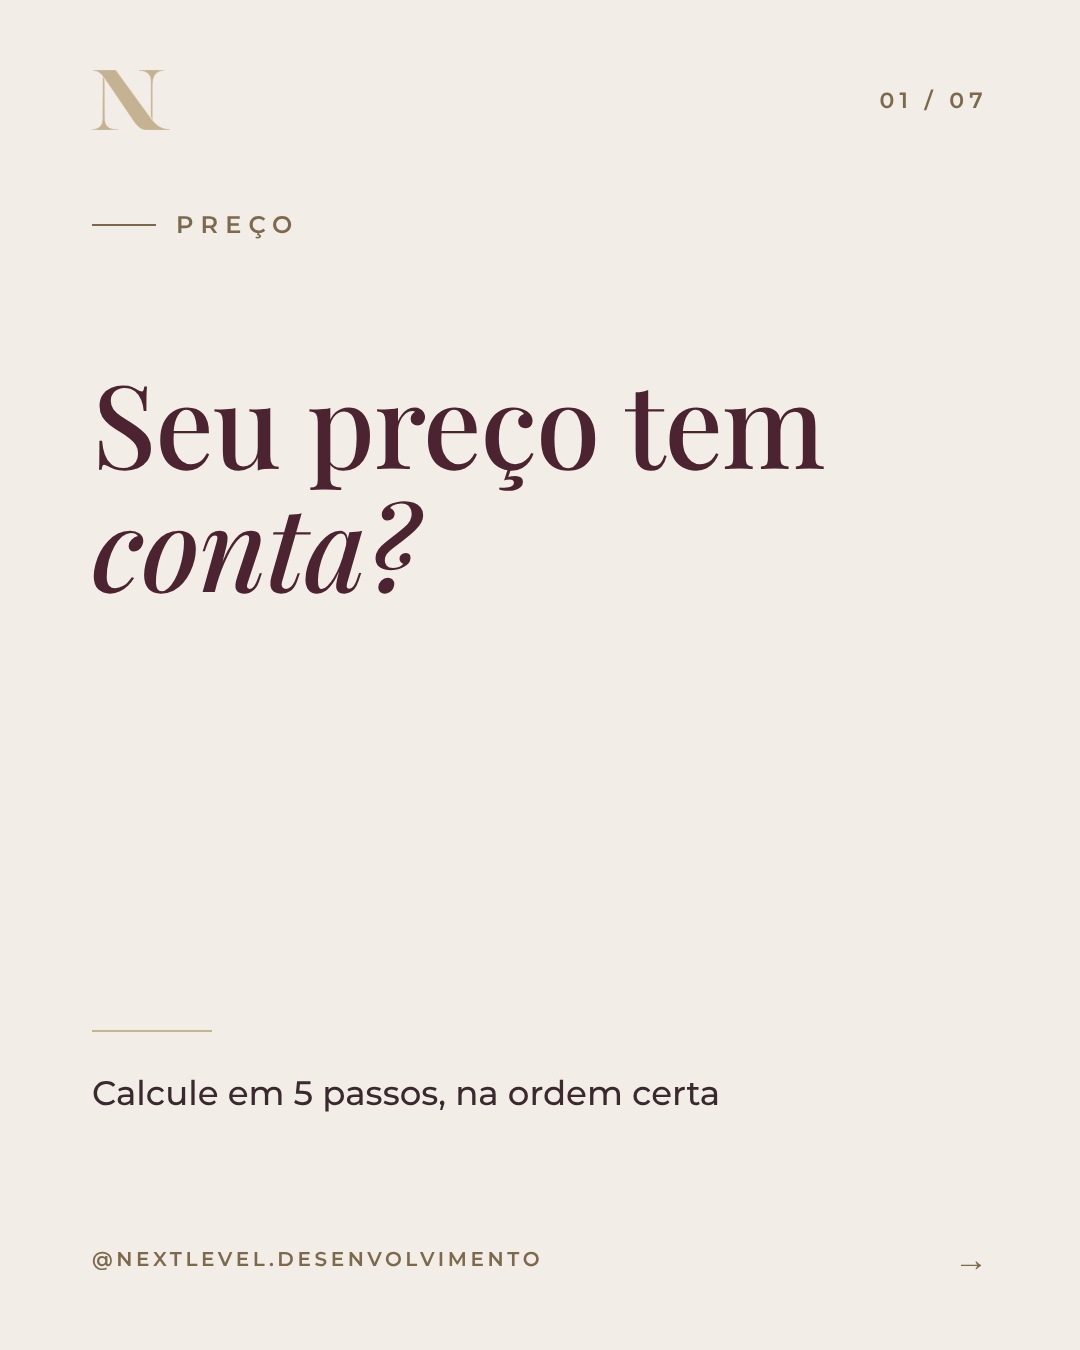 N
01 / 07
PREÇO
Seu preço tem
conta?
Calcule em 5 passos, na ordem certa
@NEXTLEVEL.DESENVOLVIMENTO
→